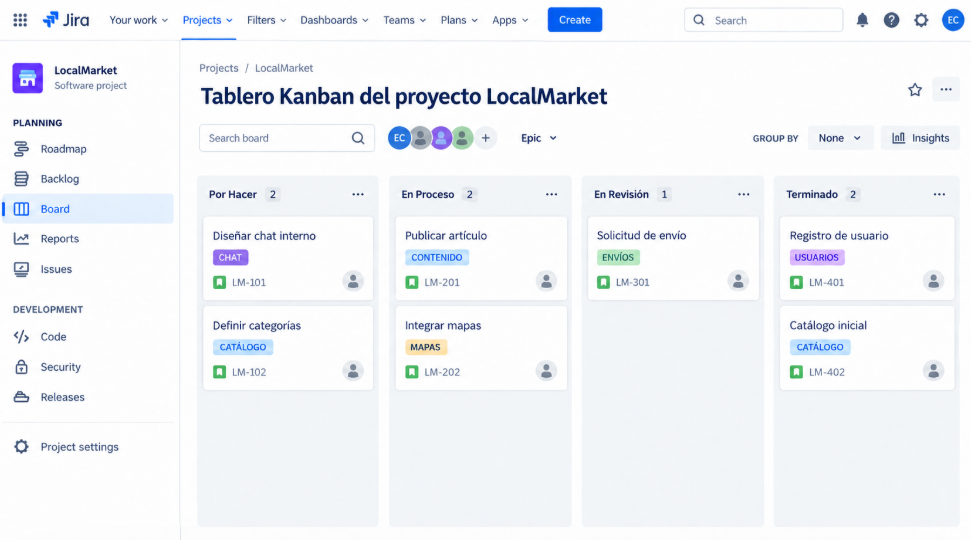 Jira Your work Projects Filters Dashboards Teams Plans Apps Create Search EC
LocalMarket
Software project
PLANNING
Roadmap
Backlog
Board
Reports
Issues
DEVELOPMENT
Code
Security
Releases
Project settings
Projects / LocalMarket
Tablero Kanban del proyecto LocalMarket
Search board EC + Epic GROUP BY None Insights
Por Hacer 2
Diseñar chat interno
CHAT
LM-101
Definir categorías
CATÁLOGO
LM-102
En Proceso 2
Publicar artículo
CONTENIDO
LM-201
Integrar mapas
MAPAS
LM-202
En Revisión 1
Solicitud de envío
ENVÍOS
LM-301
Terminado 2
Registro de usuario
USUARIOS
LM-401
Catálogo inicial
CATÁLOGO
LM-402